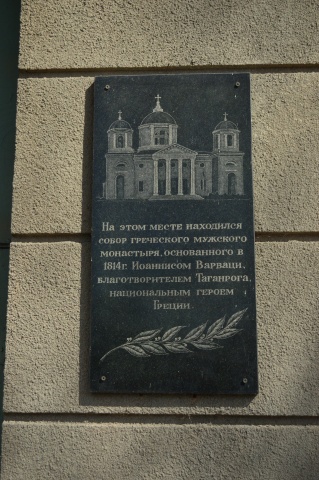 На этом месте находился
собор греческого мужского
монастыря, основанного в
1814г. Иоаннисом Варваци,
благотворителем Таганрога,
национальным героем
Греции.